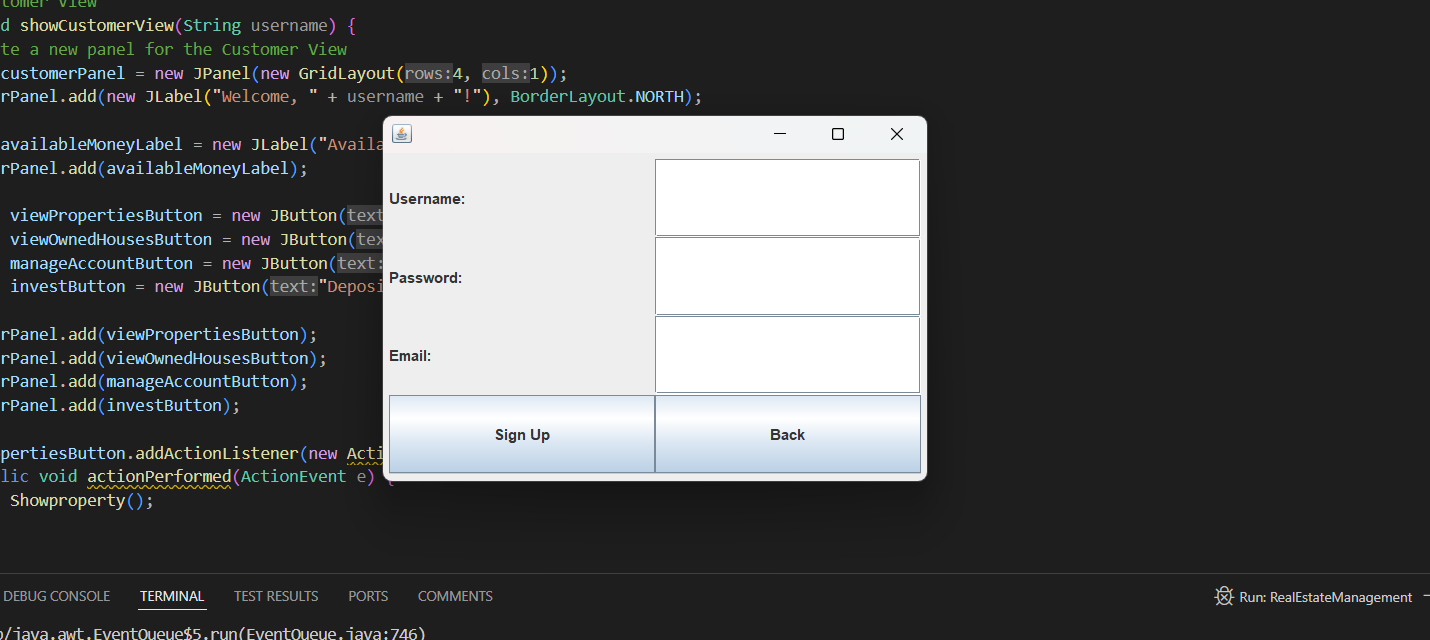 tomer View
d showCustomerView(String username) {
te a new panel for the Customer View
customerPanel = new JPanel(new GridLayout(rows:4, cols:1));
rPanel.add(new JLabel("Welcome, " + username + "!"), BorderLayout.NORTH);
availableMoneyLabel = new JLabel("Availa
rPanel.add(availableMoneyLabel);
viewPropertiesButton = new JButton(text
viewOwnedHousesButton = new JButton(tex
manageAccountButton = new JButton(text:
investButton = new JButton(text:"Deposi
rPanel.add(viewPropertiesButton);
rPanel.add(viewOwnedHousesButton);
rPanel.add(manageAccountButton);
rPanel.add(investButton);
pertiesButton.addActionListener(new Acti
lic void actionPerformed(ActionEvent e) {
Showproperty();
Username:
Password:
Email:
Sign Up Back
DEBUG CONSOLE TERMINAL TEST RESULTS PORTS COMMENTS
Run: RealEstateManagement
o/java.awt.EventQueue$5.run(EventQueue.java:746)